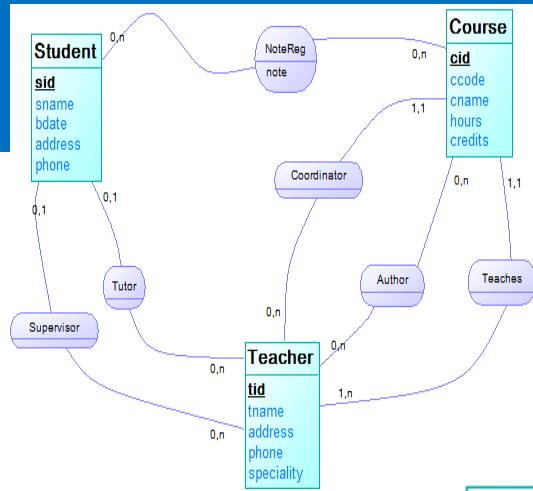 Student
sid
sname
bdate
address
phone
0,n
NoteReg
note
0,n
Course
cid
ccode
cname
hours
credits
1,1
Coordinator
0,n
0,n
Author
0,n
1,1
Teaches
1,n
0,1
Tutor
0,n
0,1
Supervisor
0,n
Teacher
tid
tname
address
phone
speciality